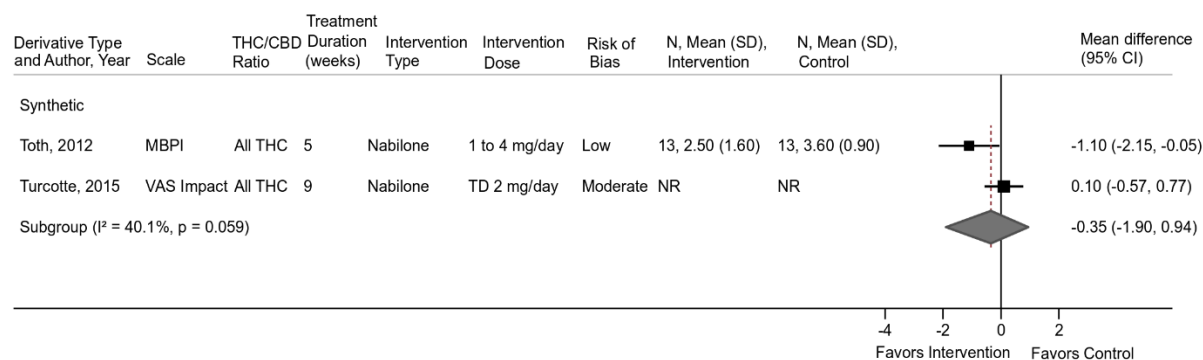 Derivative Type and Author, Year Scale THC/CBD Ratio Treatment Duration (weeks) Intervention Type Intervention Dose Risk of Bias N, Mean (SD), Intervention N, Mean (SD), Control Mean difference (95% CI)
Synthetic
Toth, 2012 MBPI All THC 5 Nabilone 1 to 4 mg/day Low 13, 2.50 (1.60) 13, 3.60 (0.90) -1.10 (-2.15, -0.05)
Turcotte, 2015 VAS Impact All THC 9 Nabilone TD 2 mg/day Moderate NR NR 0.10 (-0.57, 0.77)
Subgroup (I² = 40.1%, p = 0.059) -0.35 (-1.90, 0.94)
-4 -2 0 2
Favors Intervention Favors Control